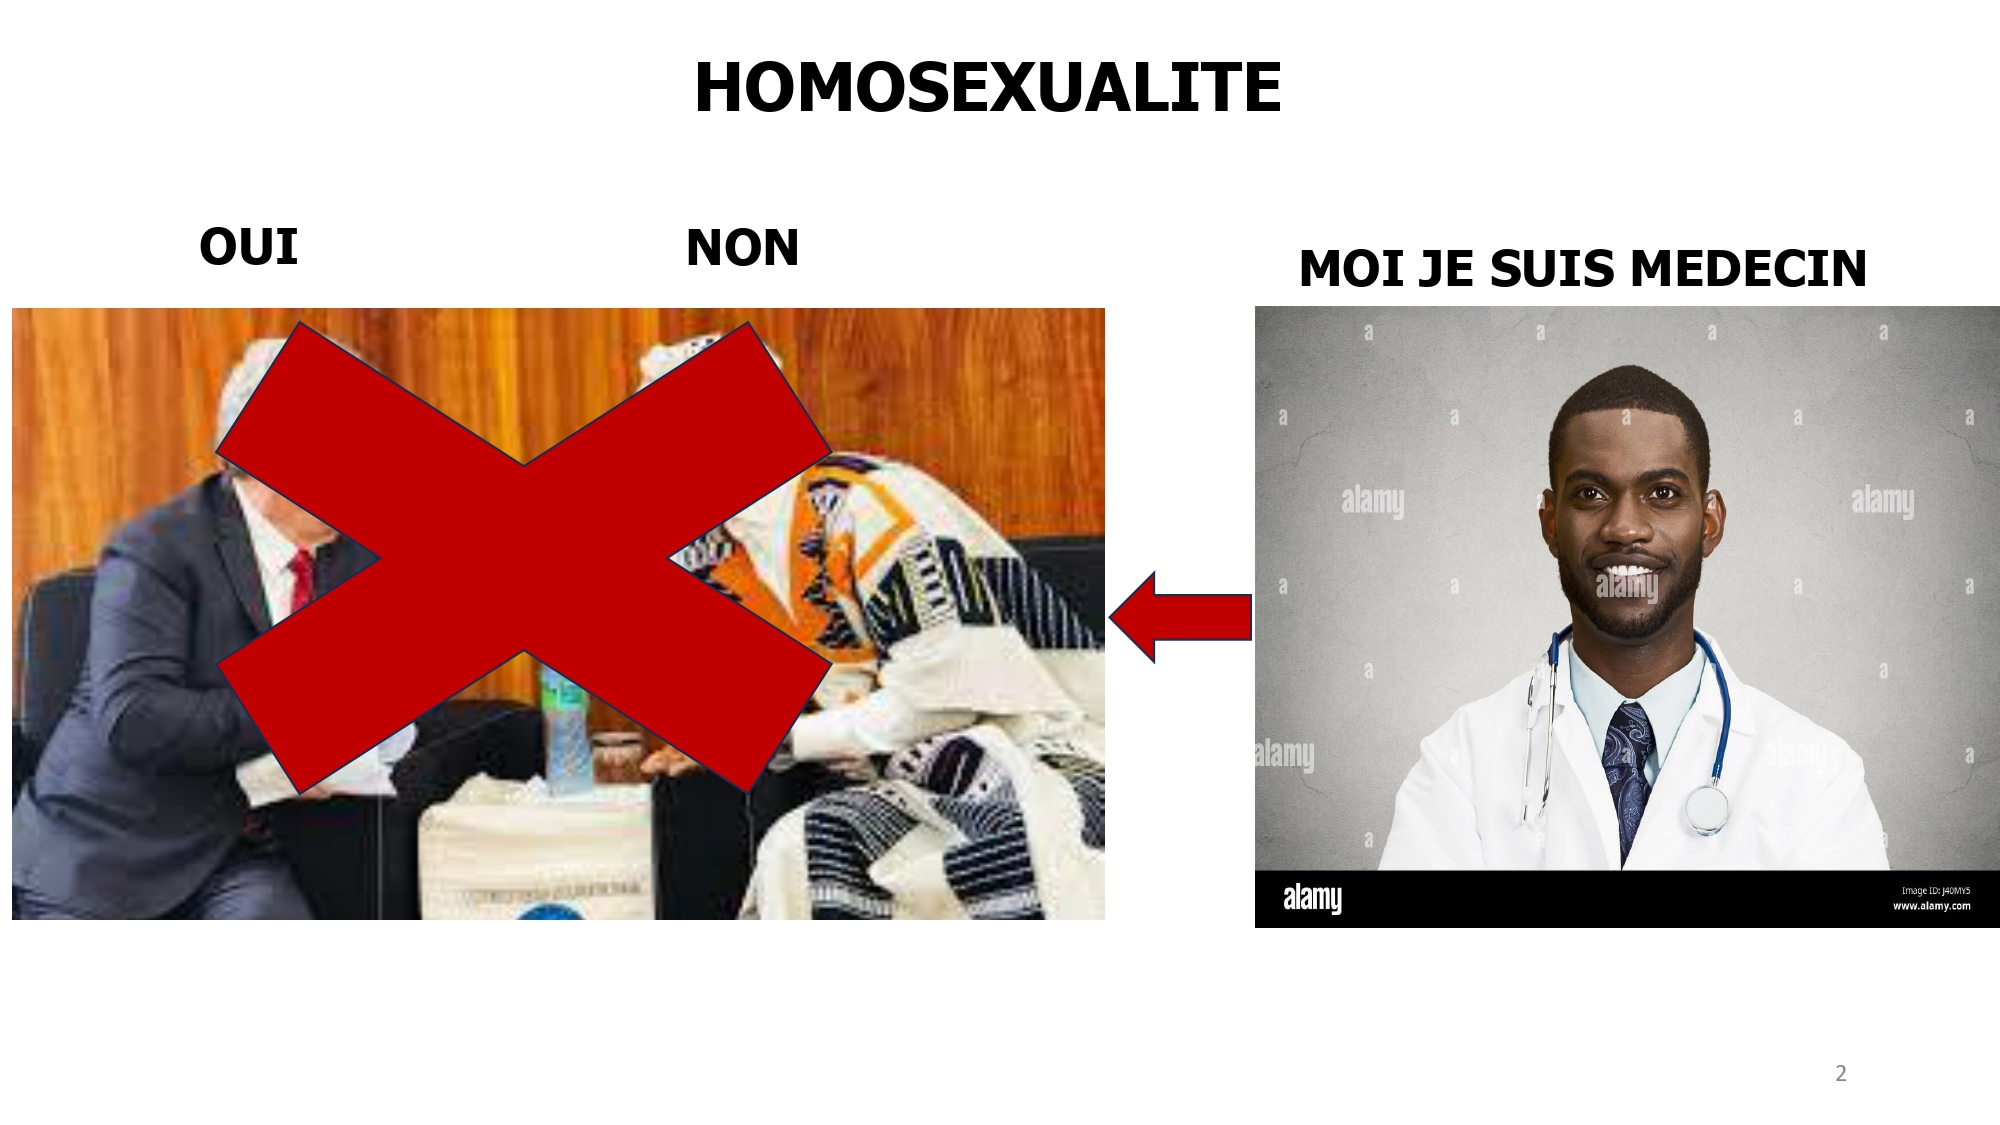 HOMOSEXUALITE
OUI
NON
MOI JE SUIS MEDECIN
a a a a
a a a a a
alamy a alamy
a a alamy a a
a a a
alamy a a alamy a
a a
alamy
Image ID: J40MY5
www.alamy.com
2